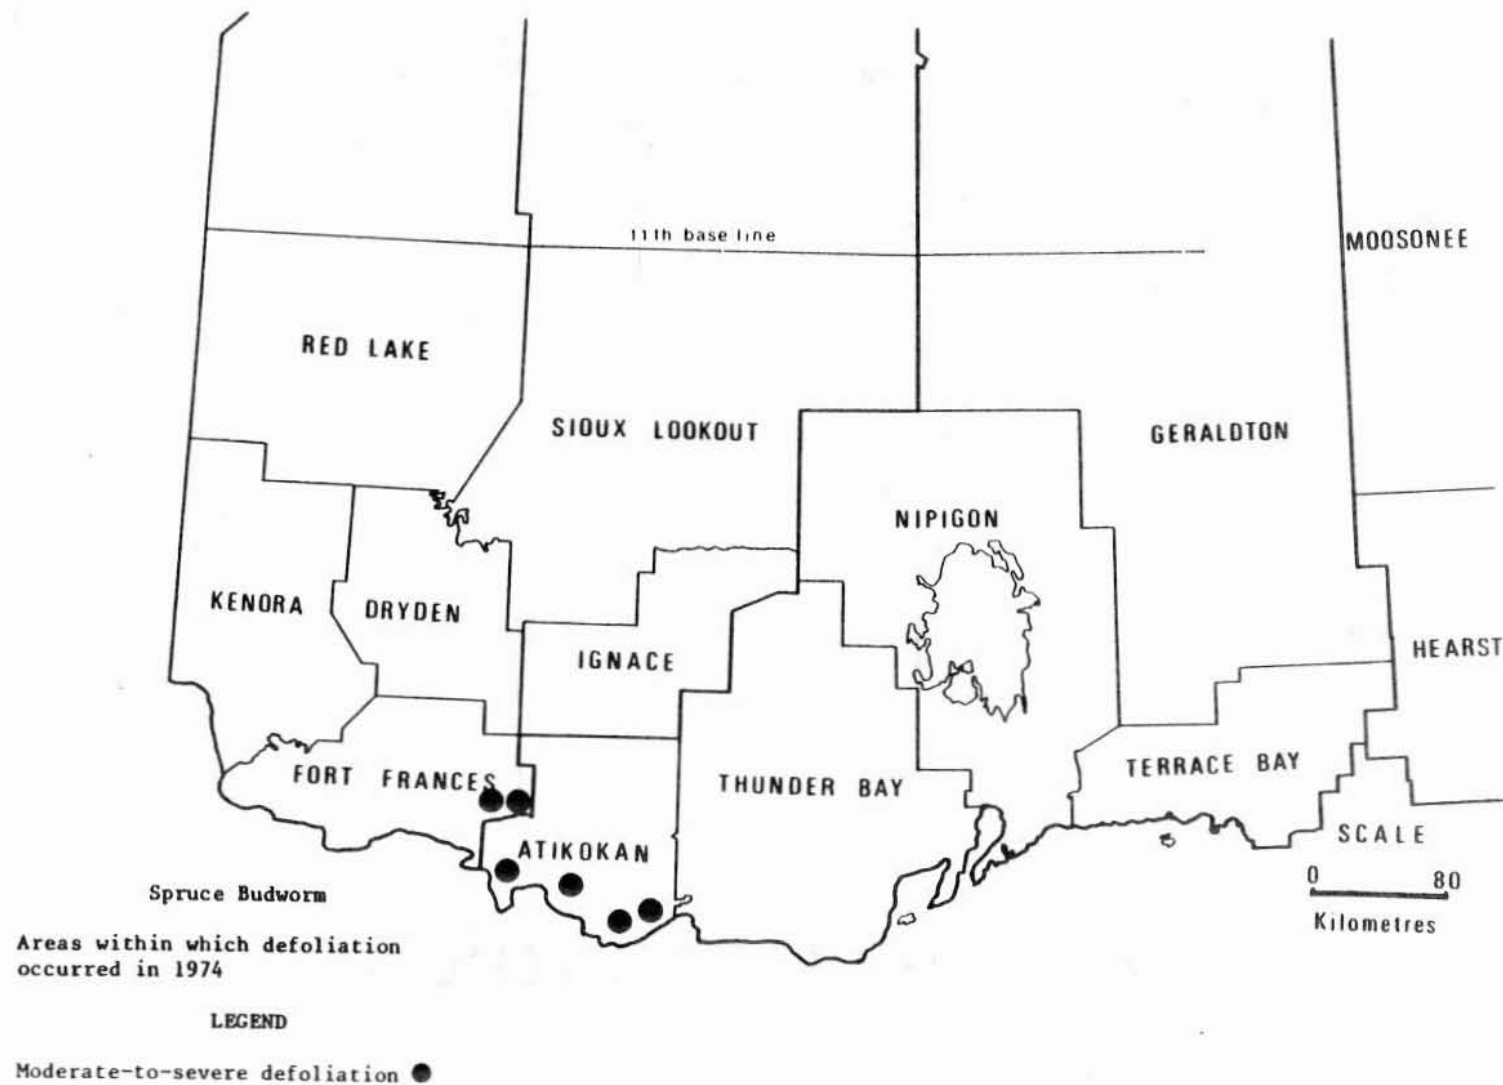 11th base line
MOOSONEE
RED LAKE
SIOUX LOOKOUT
GERALDTON
NIPIGON
KENORA
DRYDEN
IGNACE
HEARST
FORT FRANCES
THUNDER BAY
TERRACE BAY
ATIKOKAN
SCALE
0 80
Kilometres
Spruce Budworm
Areas within which defoliation
occurred in 1974
LEGEND
Moderate-to-severe defoliation